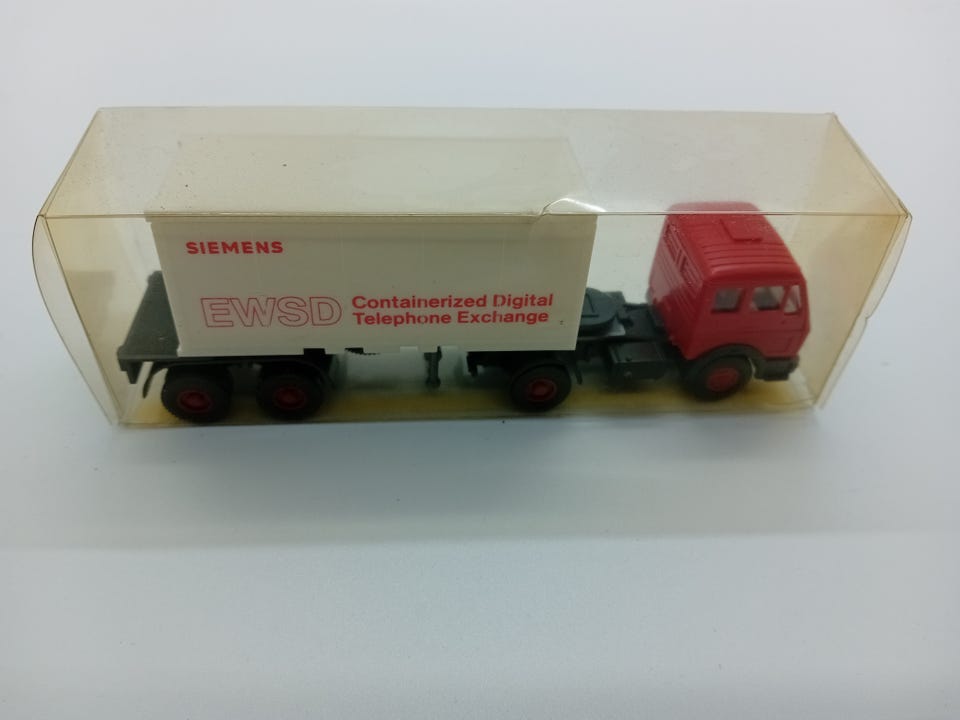 SIEMENS
EWSD
Containerized Digital
Telephone Exchange